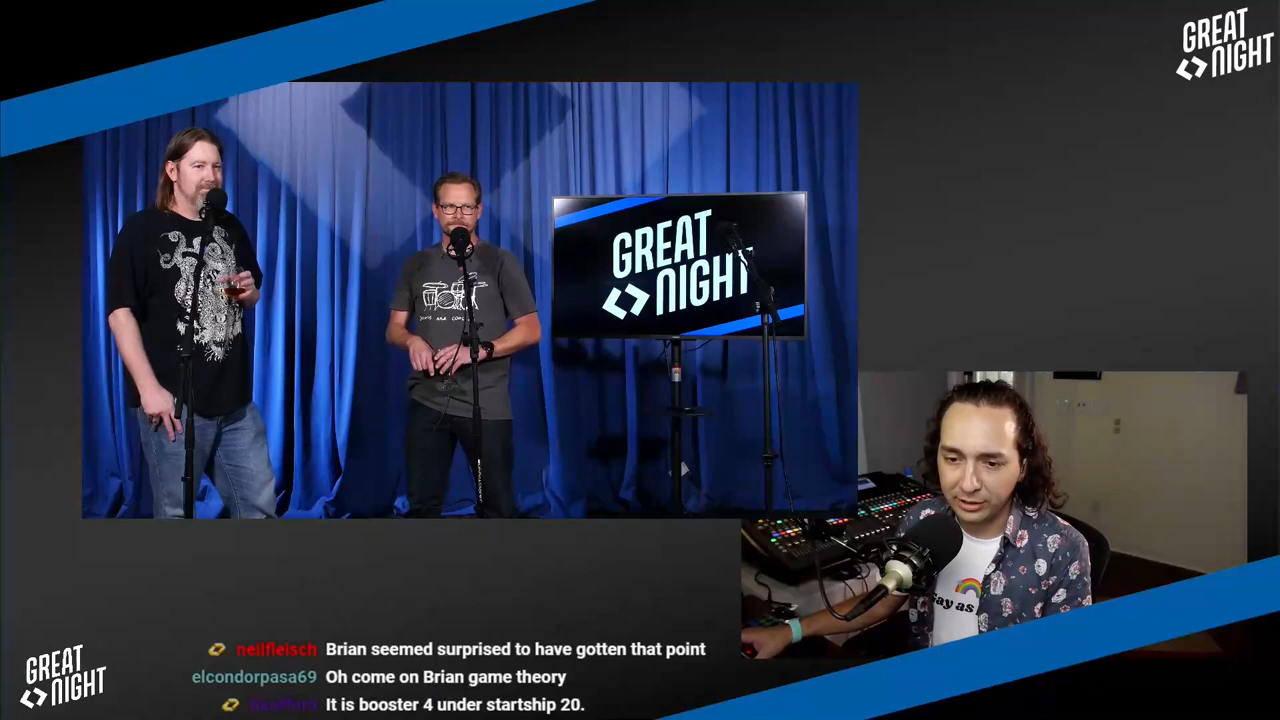 GREAT
NIGHT
GREAT
NIGHT
GREAT
NIGHT
neilfleisch Brian seemed surprised to have gotten that point
elcondorpasa69 Oh come on Brian game theory
It is booster 4 under startship 20.